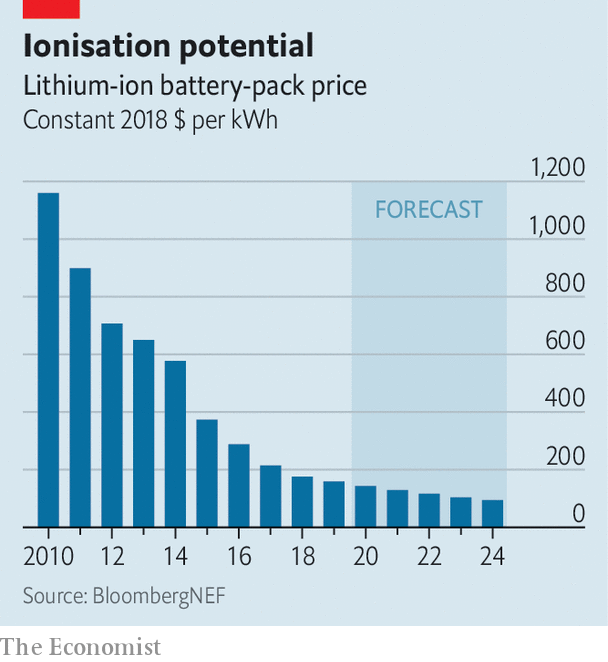 Ionisation potential
Lithium-ion battery-pack price
Constant 2018 $ per kWh
1,200
FORECAST
1,000
800
600
400
200
0
2010 12 14 16 18 20 22 24
Source: BloombergNEF
The Economist